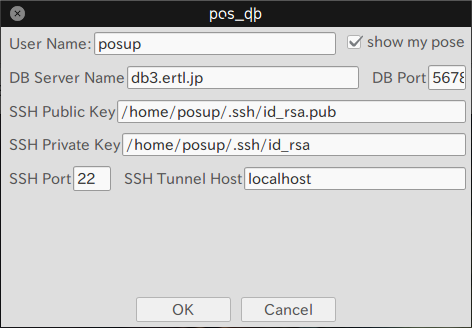 pos_db
User Name: posup show my pose
DB Server Name db3.ertl.jp DB Port 5678
SSH Public Key /home/posup/.ssh/id_rsa.pub
SSH Private Key /home/posup/.ssh/id_rsa
SSH Port 22 SSH Tunnel Host localhost
OK Cancel